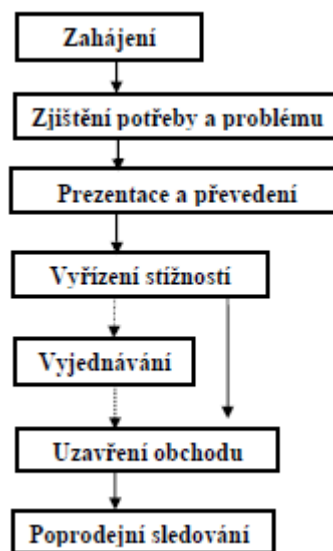 Zahájení
Zjištění potřeby a problému
Prezentace a převedení
Vyřízení stížností
Vyjednávání
Uzavření obchodu
Poprodejní sledování